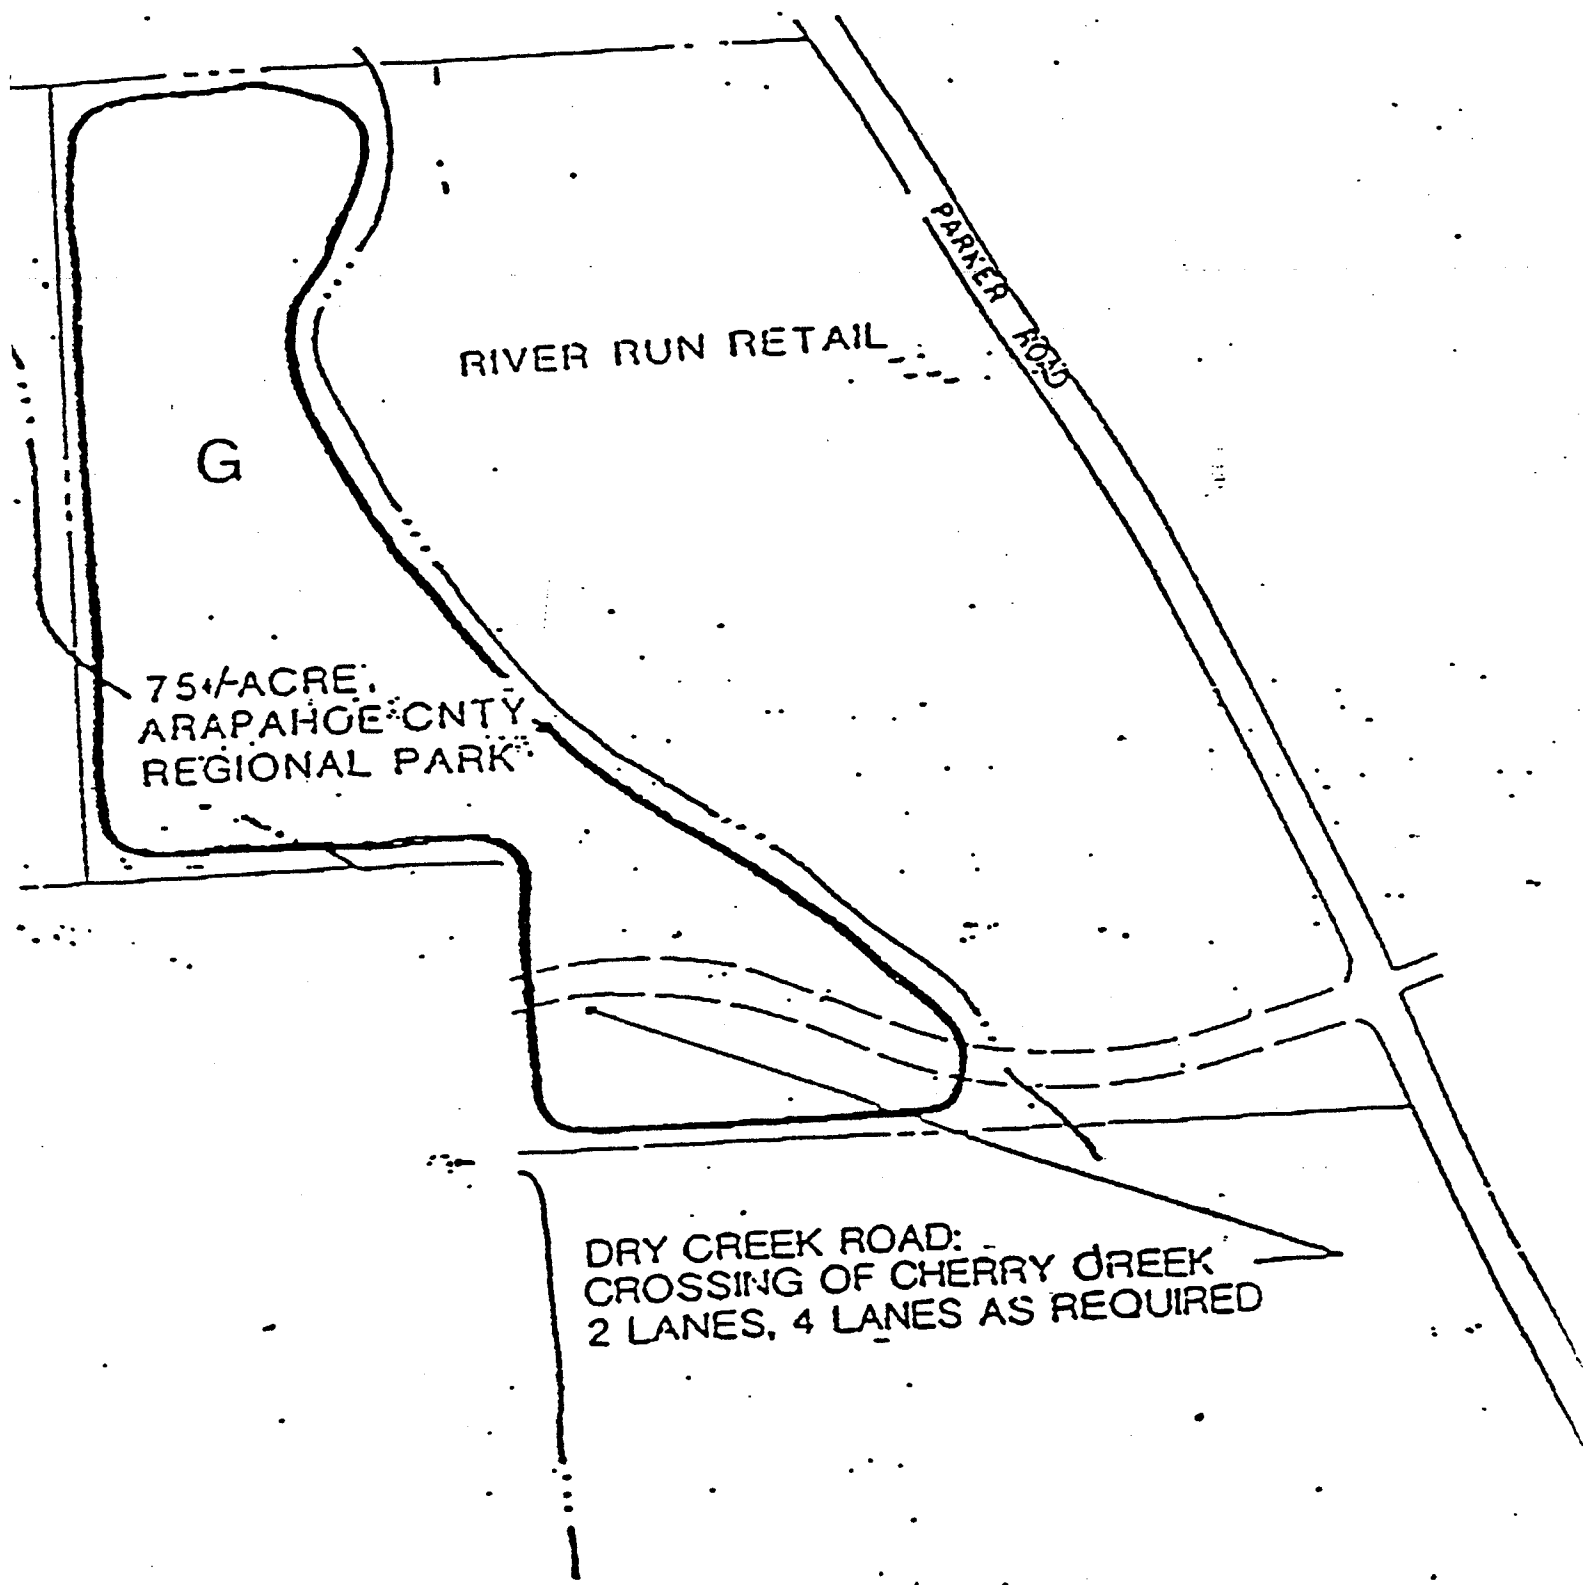 PARKER ROAD
RIVER RUN RETAIL
G
75+/-ACRE
ARAPAHOE CNTY
REGIONAL PARK
DRY CREEK ROAD:
CROSSING OF CHERRY CREEK
2 LANES, 4 LANES AS REQUIRED